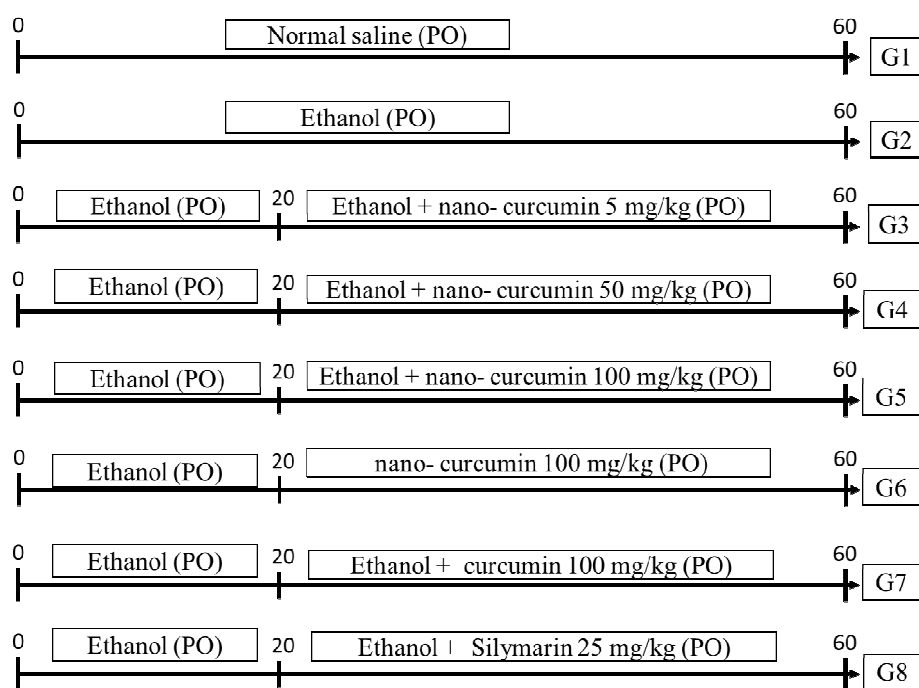 0 Normal saline (PO) 60 G1
0 Ethanol (PO) 60 G2
0 Ethanol (PO) 20 Ethanol + nano- curcumin 5 mg/kg (PO) 60 G3
0 Ethanol (PO) 20 Ethanol + nano- curcumin 50 mg/kg (PO) 60 G4
0 Ethanol (PO) 20 Ethanol + nano- curcumin 100 mg/kg (PO) 60 G5
0 Ethanol (PO) 20 nano- curcumin 100 mg/kg (PO) 60 G6
0 Ethanol (PO) 20 Ethanol + curcumin 100 mg/kg (PO) 60 G7
0 Ethanol (PO) 20 Ethanol + Silymarin 25 mg/kg (PO) 60 G8